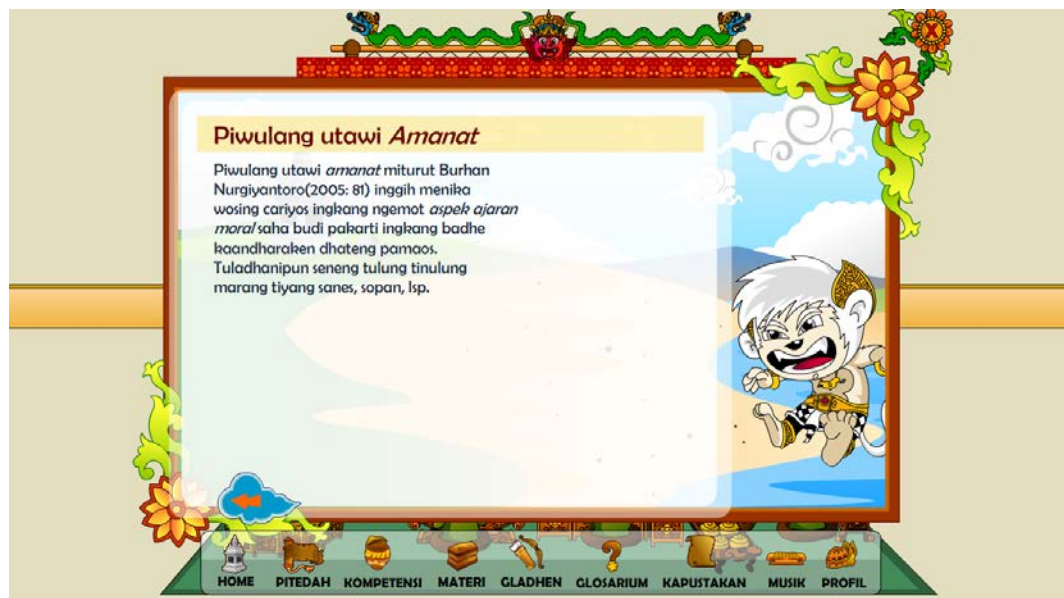 X
Piwulang utawi Amanat
Piwulang utawi amanat miturut Burhan
Nurgiyantoro(2005: 81) inggih menika
wosing cariyos ingkang ngemot aspek ajaran
moral saha budi pakarti ingkang badhe
kaandharaken dhateng pamaos.
Tuladhanipun seneng tulung tinulung
marang tiyang sanes, sopan, lsp.
HOME PITEDAH KOMPETENSI MATERI GLADHEN GLOSARIUM KAPUSTAKAN MUSIK PROFIL